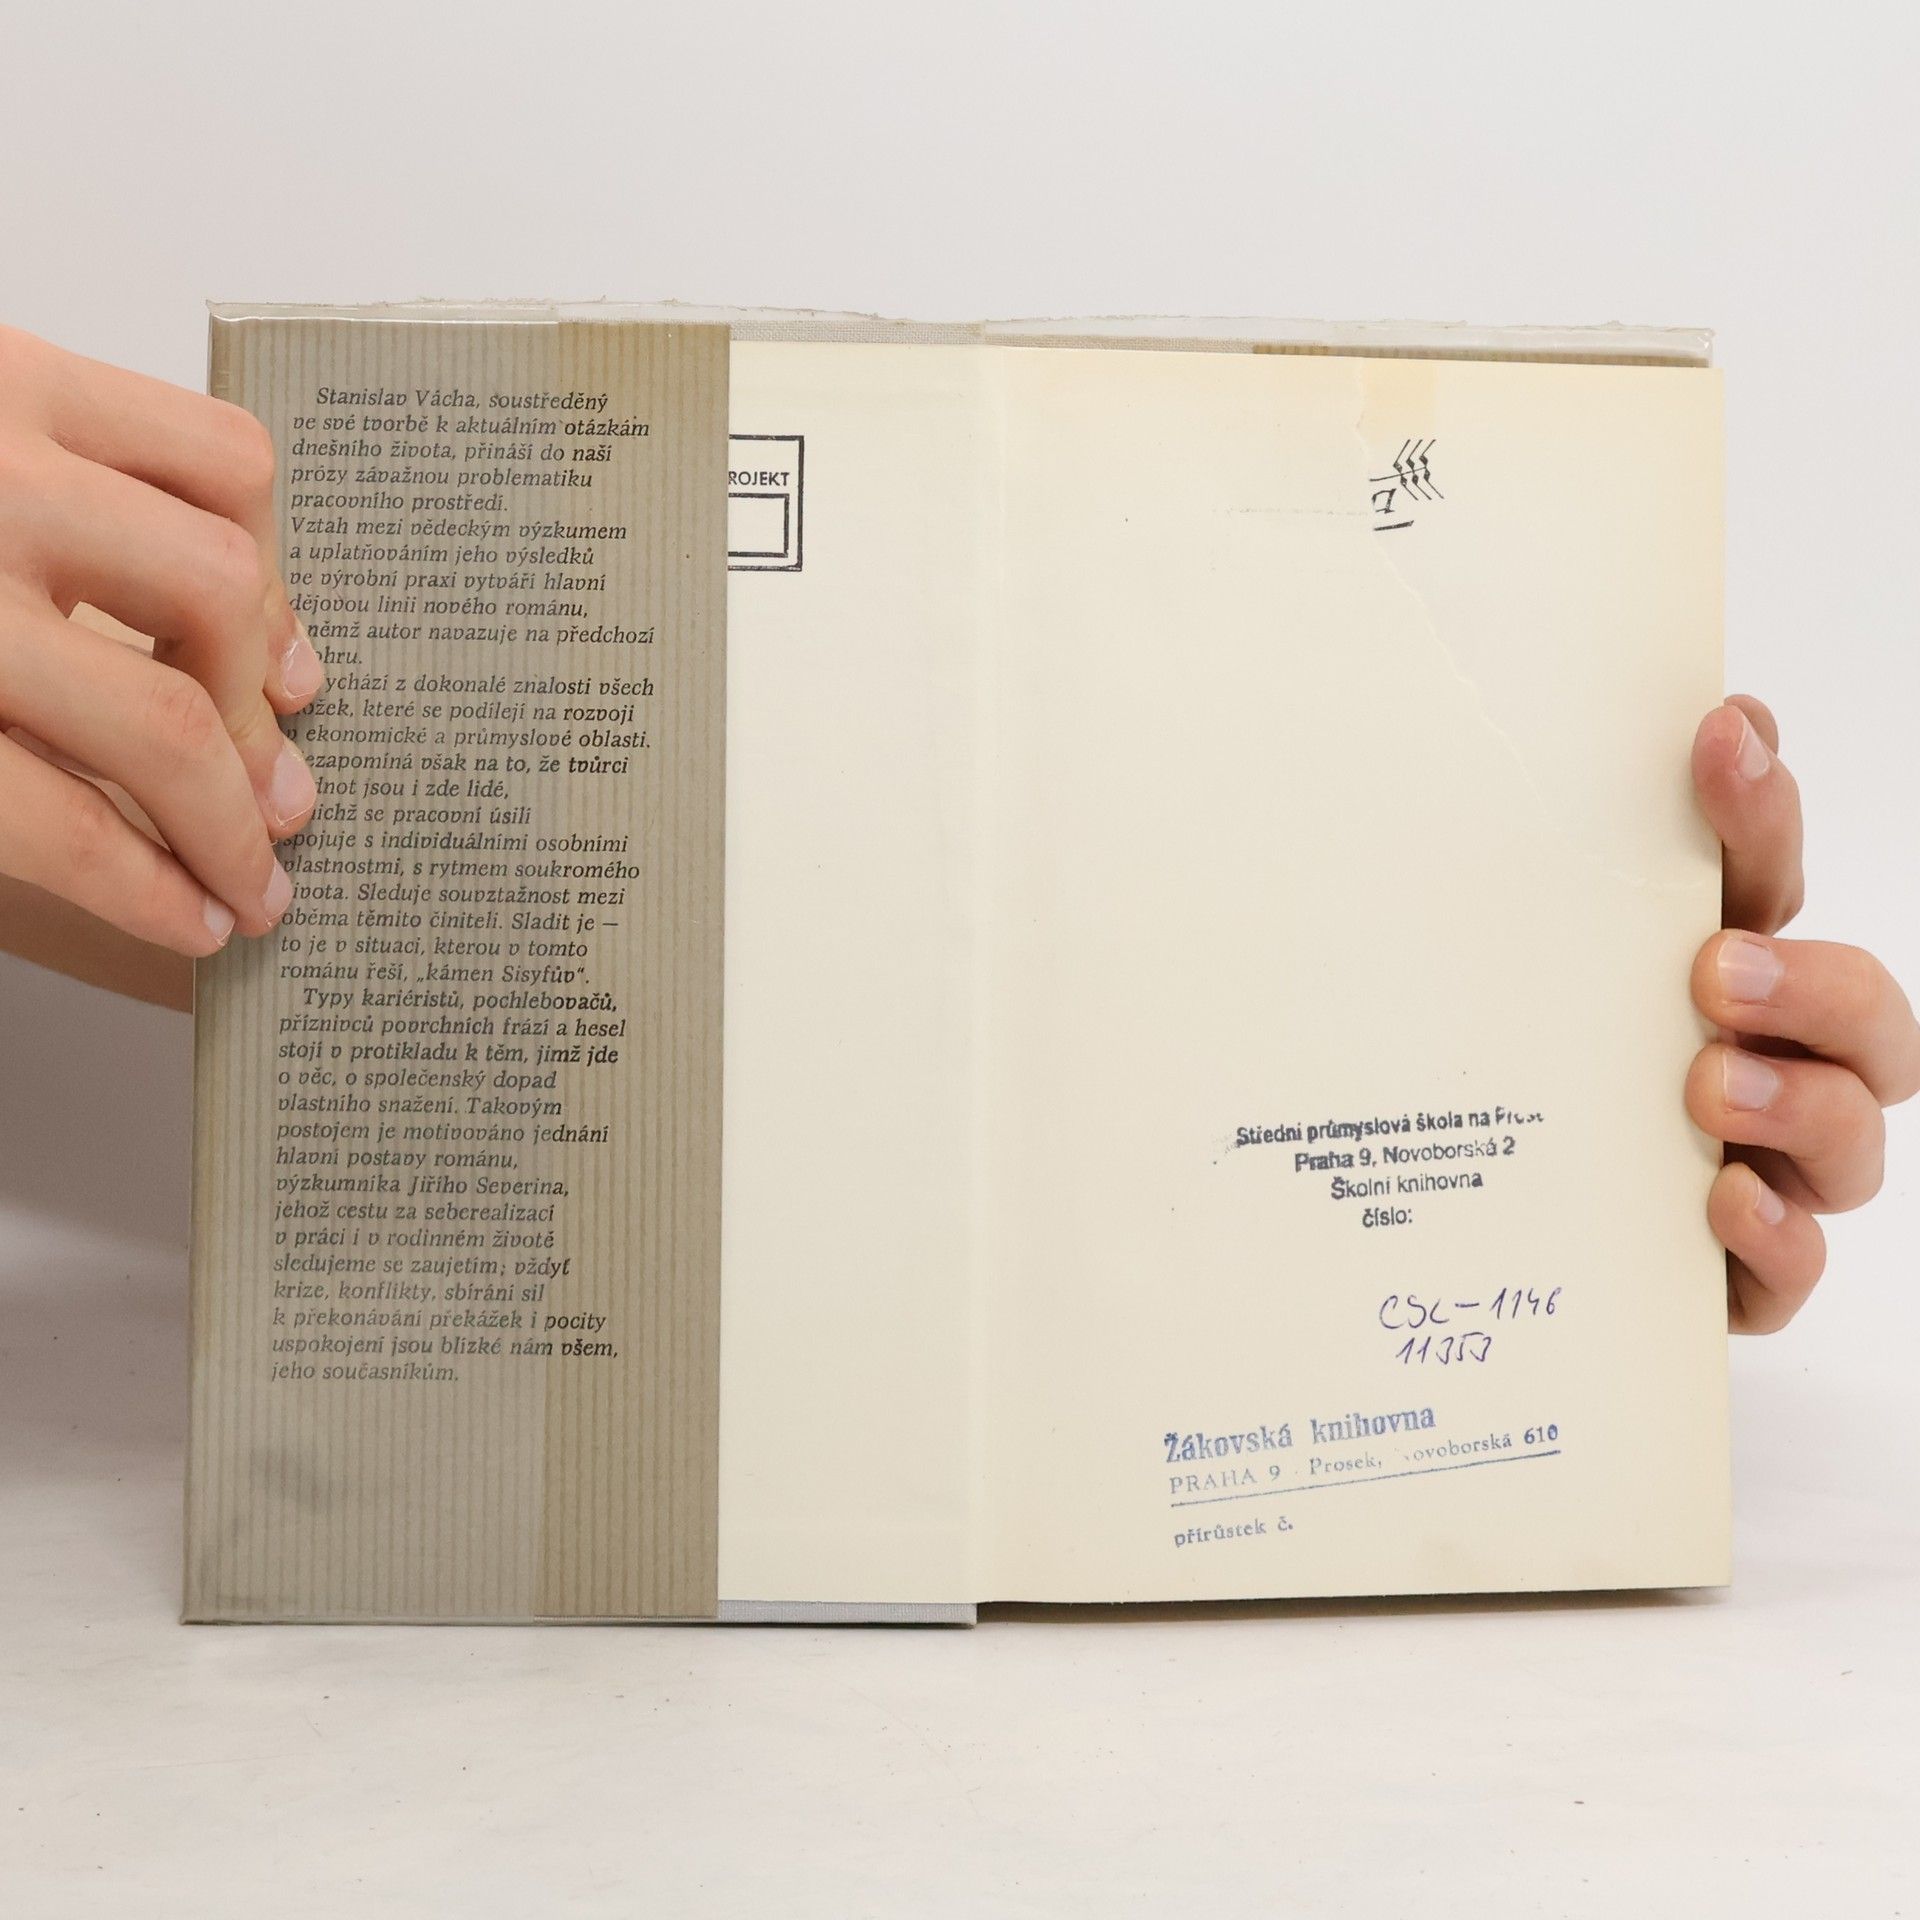 Stanislav Vácha, soustředěný
ve své tvorbě k aktuálním otázkám
dnešního života, přináší do naší
prózy závažnou problematiku
pracovního prostředí.
Vztah mezi vědeckým výzkumem
a uplatňováním jeho výsledků
ve výrobní praxi vytváří hlavní
dějovou linii nového románu,
němž autor navazuje na předchozí
ohru.
ychází z dokonalé znalosti všech
ožek, které se podílejí na rozvoji
v ekonomické a průmyslové oblasti.
ezapomíná však na to, že tvůrci
dnot jsou i zde lidé,
nichž se pracovní úsilí
spojuje s individuálními osobními
vlastnostmi, s rytmem soukromého
ivota. Sleduje souvztažnost mezi
oběma těmito činiteli. Sladit je —
to je v situaci, kterou v tomto
románu řeší, „kámen Sisyfův“.
Typy kariéristů, pochlebovačů,
příznivců povrchních frází a hesel
stojí v protikladu k těm, jimž jde
o věc, o společenský dopad
vlastního snažení. Takovým
postojem je motivováno jednání
hlavní postavy románu,
výzkumníka Jiřího Severina,
jehož cestu za seberealizací
v práci i v rodinném životě
sledujeme se zaujetím; vždyť
krize, konflikty, sbírání sil
k překonávání překážek i pocity
uspokojení jsou blízké nám všem,
jeho současníkům.
ROJEKT
Střední průmyslová škola na
Praha 9, Novoborská 2
Školní knihovna
číslo:
CSL-1146
11353
Žákovská knihovna
PRAHA 9 - Prosek, ovoborská 610
přírůstek č.